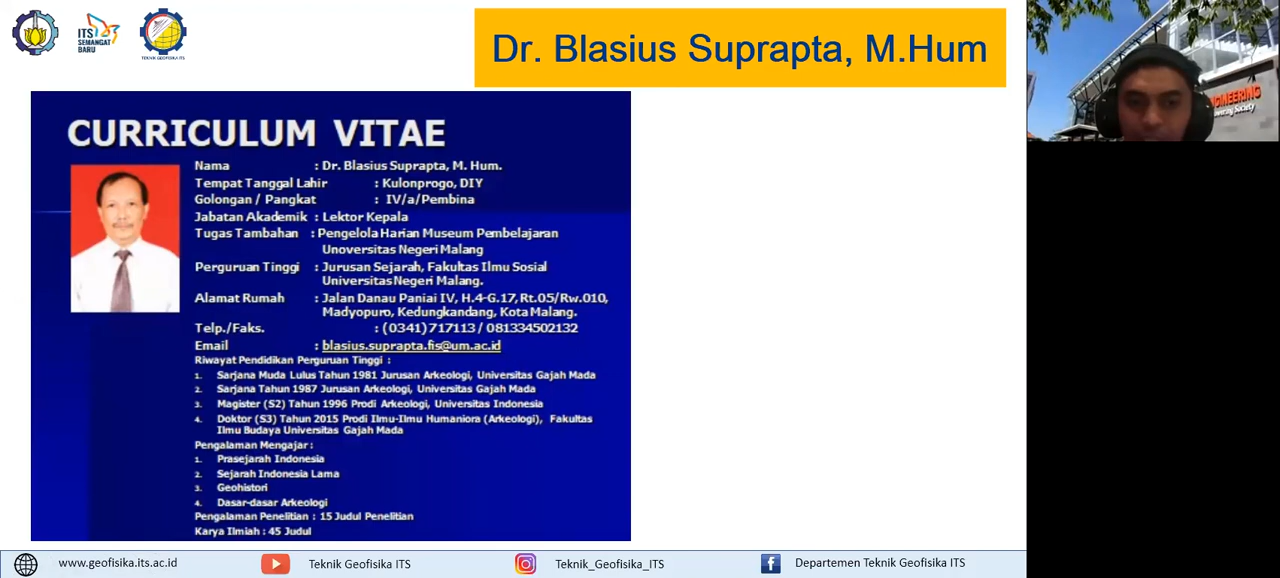 ITS
SEMANGAT
BARU
TEKNIK GEOFISIKA ITS
Dr. Blasius Suprapta, M.Hum
CURRICULUM VITAE
Nama : Dr. Blasius Suprapta, M. Hum.
Tempat Tanggal Lahir : Kulonprogo, DIY
Golongan / Pangkat : IV/a/Pembina
Jabatan Akademik : Lektor Kepala
Tugas Tambahan : Pengelola Harian Museum Pembelajaran
Unoversitas Negeri Malang
Perguruan Tinggi : Jurusan Sejarah, Fakultas Ilmu Sosial
Universitas Negeri Malang.
Alamat Rumah : Jalan Danau Paniai IV, H.4-G.17, Rt.05/Rw.010,
Madyopuro, Kedungkandang, Kota Malang.
Telp./Faks. : (0341) 717113 / 081334502132
Email : blasius.suprapta.fis@um.ac.id
Riwayat Pendidikan Perguruan Tinggi :
1. Sarjana Muda Lulus Tahun 1981 Jurusan Arkeologi, Universitas Gajah Mada
2. Sarjana Tahun 1987 Jurusan Arkeologi, Universitas Gajah Mada
3. Magister (S2) Tahun 1996 Prodi Arkeologi, Universitas Indonesia
4. Doktor (S3) Tahun 2015 Prodi Ilmu-Ilmu Humaniora (Arkeologi), Fakultas
Ilmu Budaya Universitas Gajah Mada
Pengalaman Mengajar :
1. Prasejarah Indonesia
2. Sejarah Indonesia Lama
3. Geohistori
4. Dasar-dasar Arkeologi
Pengalaman Penelitian : 15 Judul Penelitian
Karya Ilmiah : 45 Judul
www.geofisika.its.ac.id
Teknik Geofisika ITS
Teknik_Geofisika_ITS
Departemen Teknik Geofisika ITS
Society